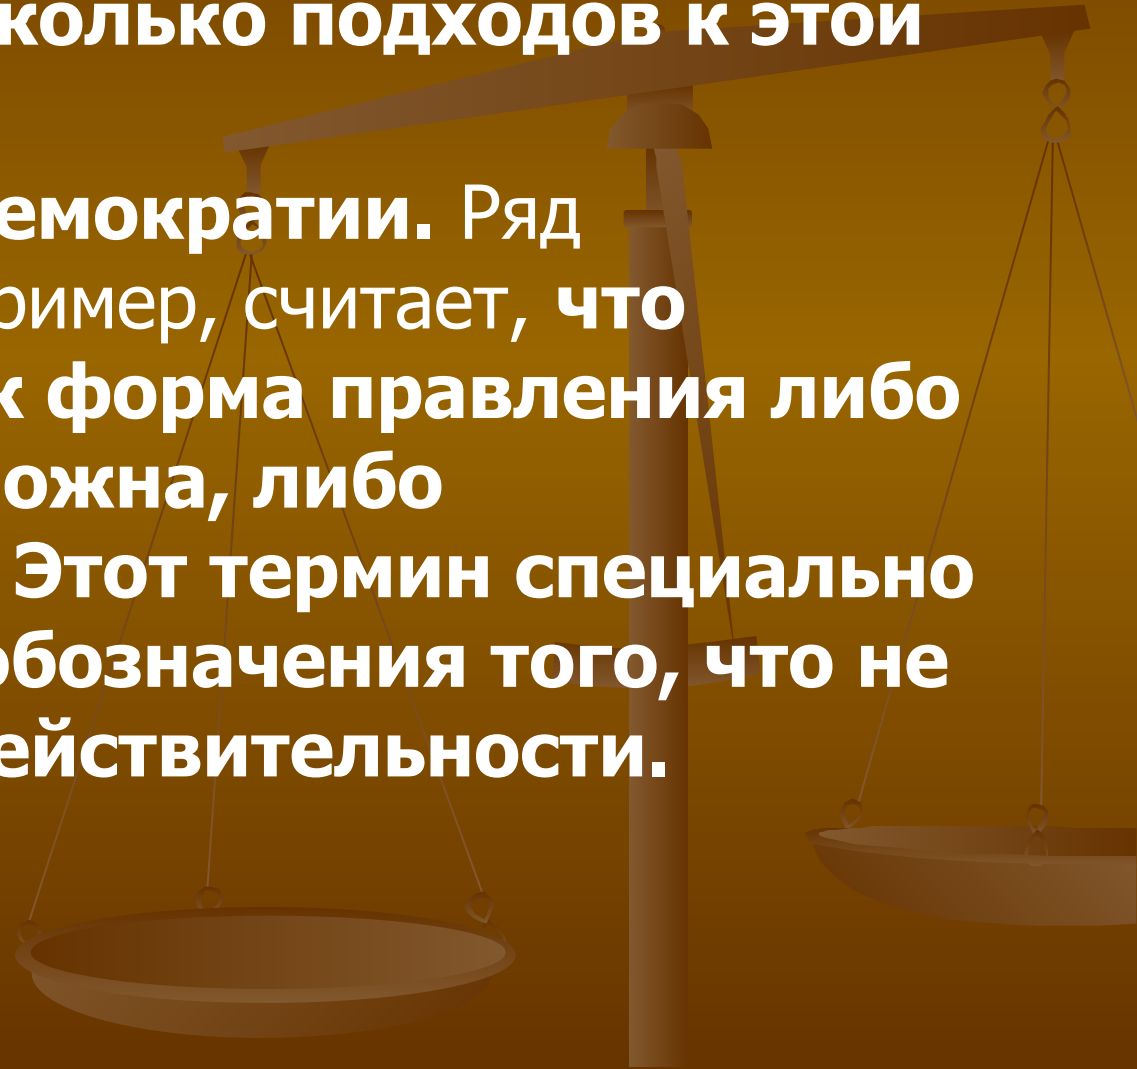 колько подходов к этой
емократии. Ряд
ример, считает, что
к форма правления либо
ожна, либо
Этот термин специально
обозначения того, что не
ействительности.